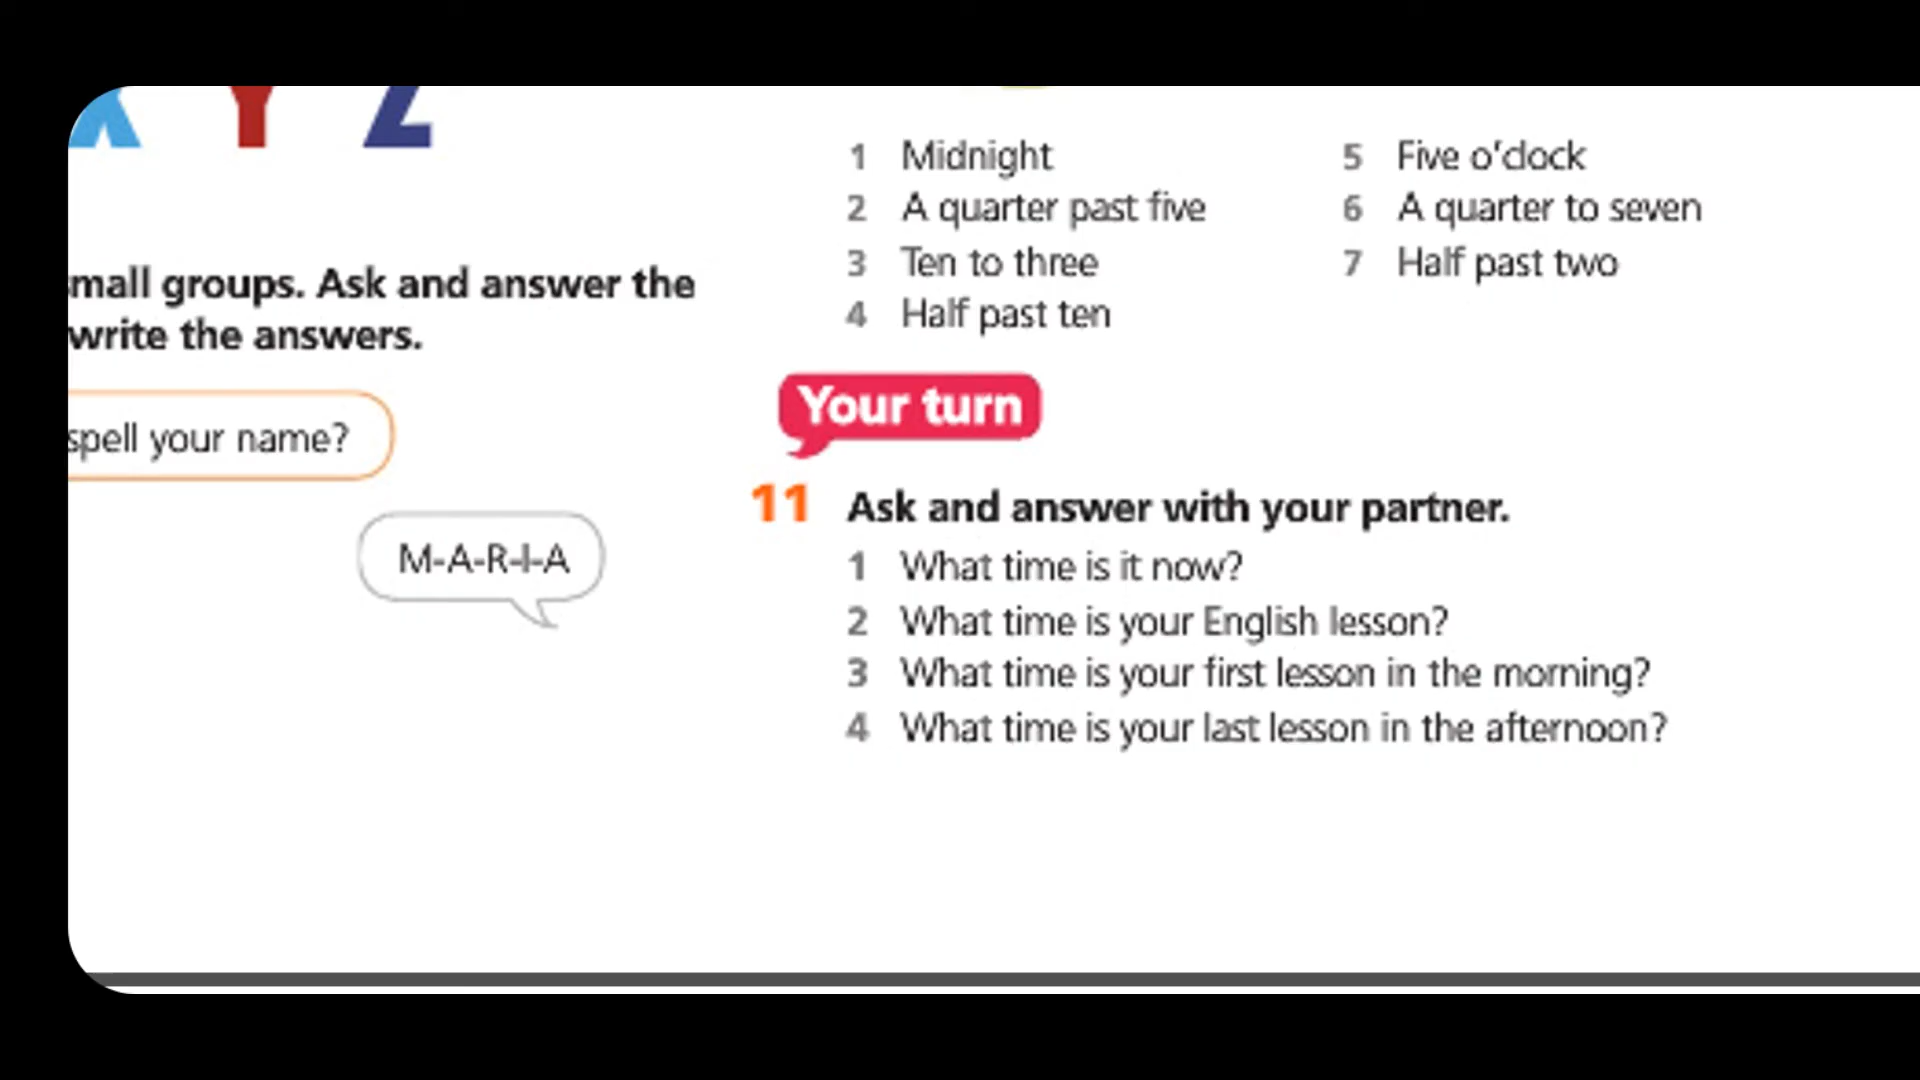 X Y Z
mall groups. Ask and answer the
write the answers.
spell your name?
M-A-R-I-A
1 Midnight
2 A quarter past five
3 Ten to three
4 Half past ten
5 Five o'clock
6 A quarter to seven
7 Half past two
Your turn
11 Ask and answer with your partner.
1 What time is it now?
2 What time is your English lesson?
3 What time is your first lesson in the morning?
4 What time is your last lesson in the afternoon?